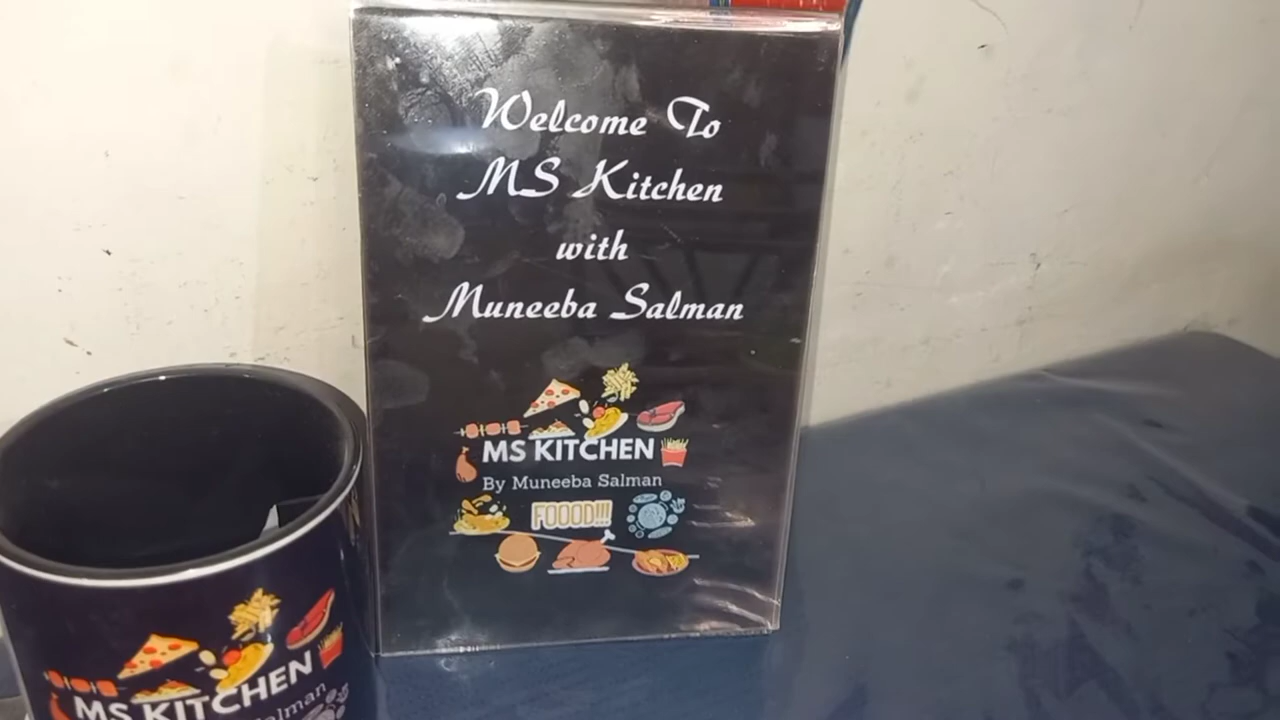 Welcome To
MS Kitchen
with
Muneeba Salman
MS KITCHEN
By Muneeba Salman
FOOOD!!!
MS KITCHEN